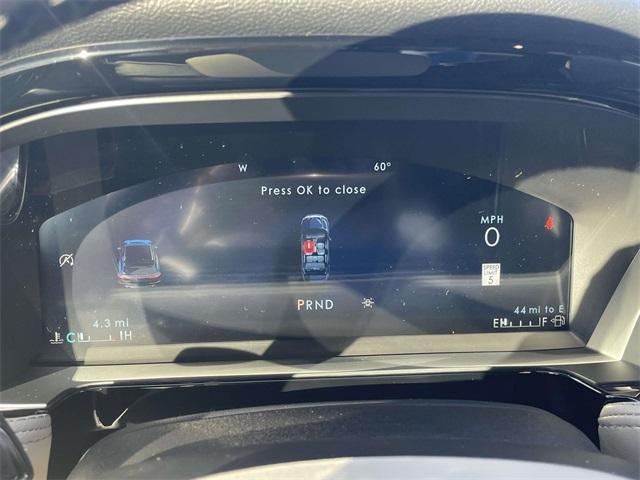 W 60°
Press OK to close
MPH
0
SPEED LIMIT
5
PRND
4.3 mi
44 mi to E
C H
E F